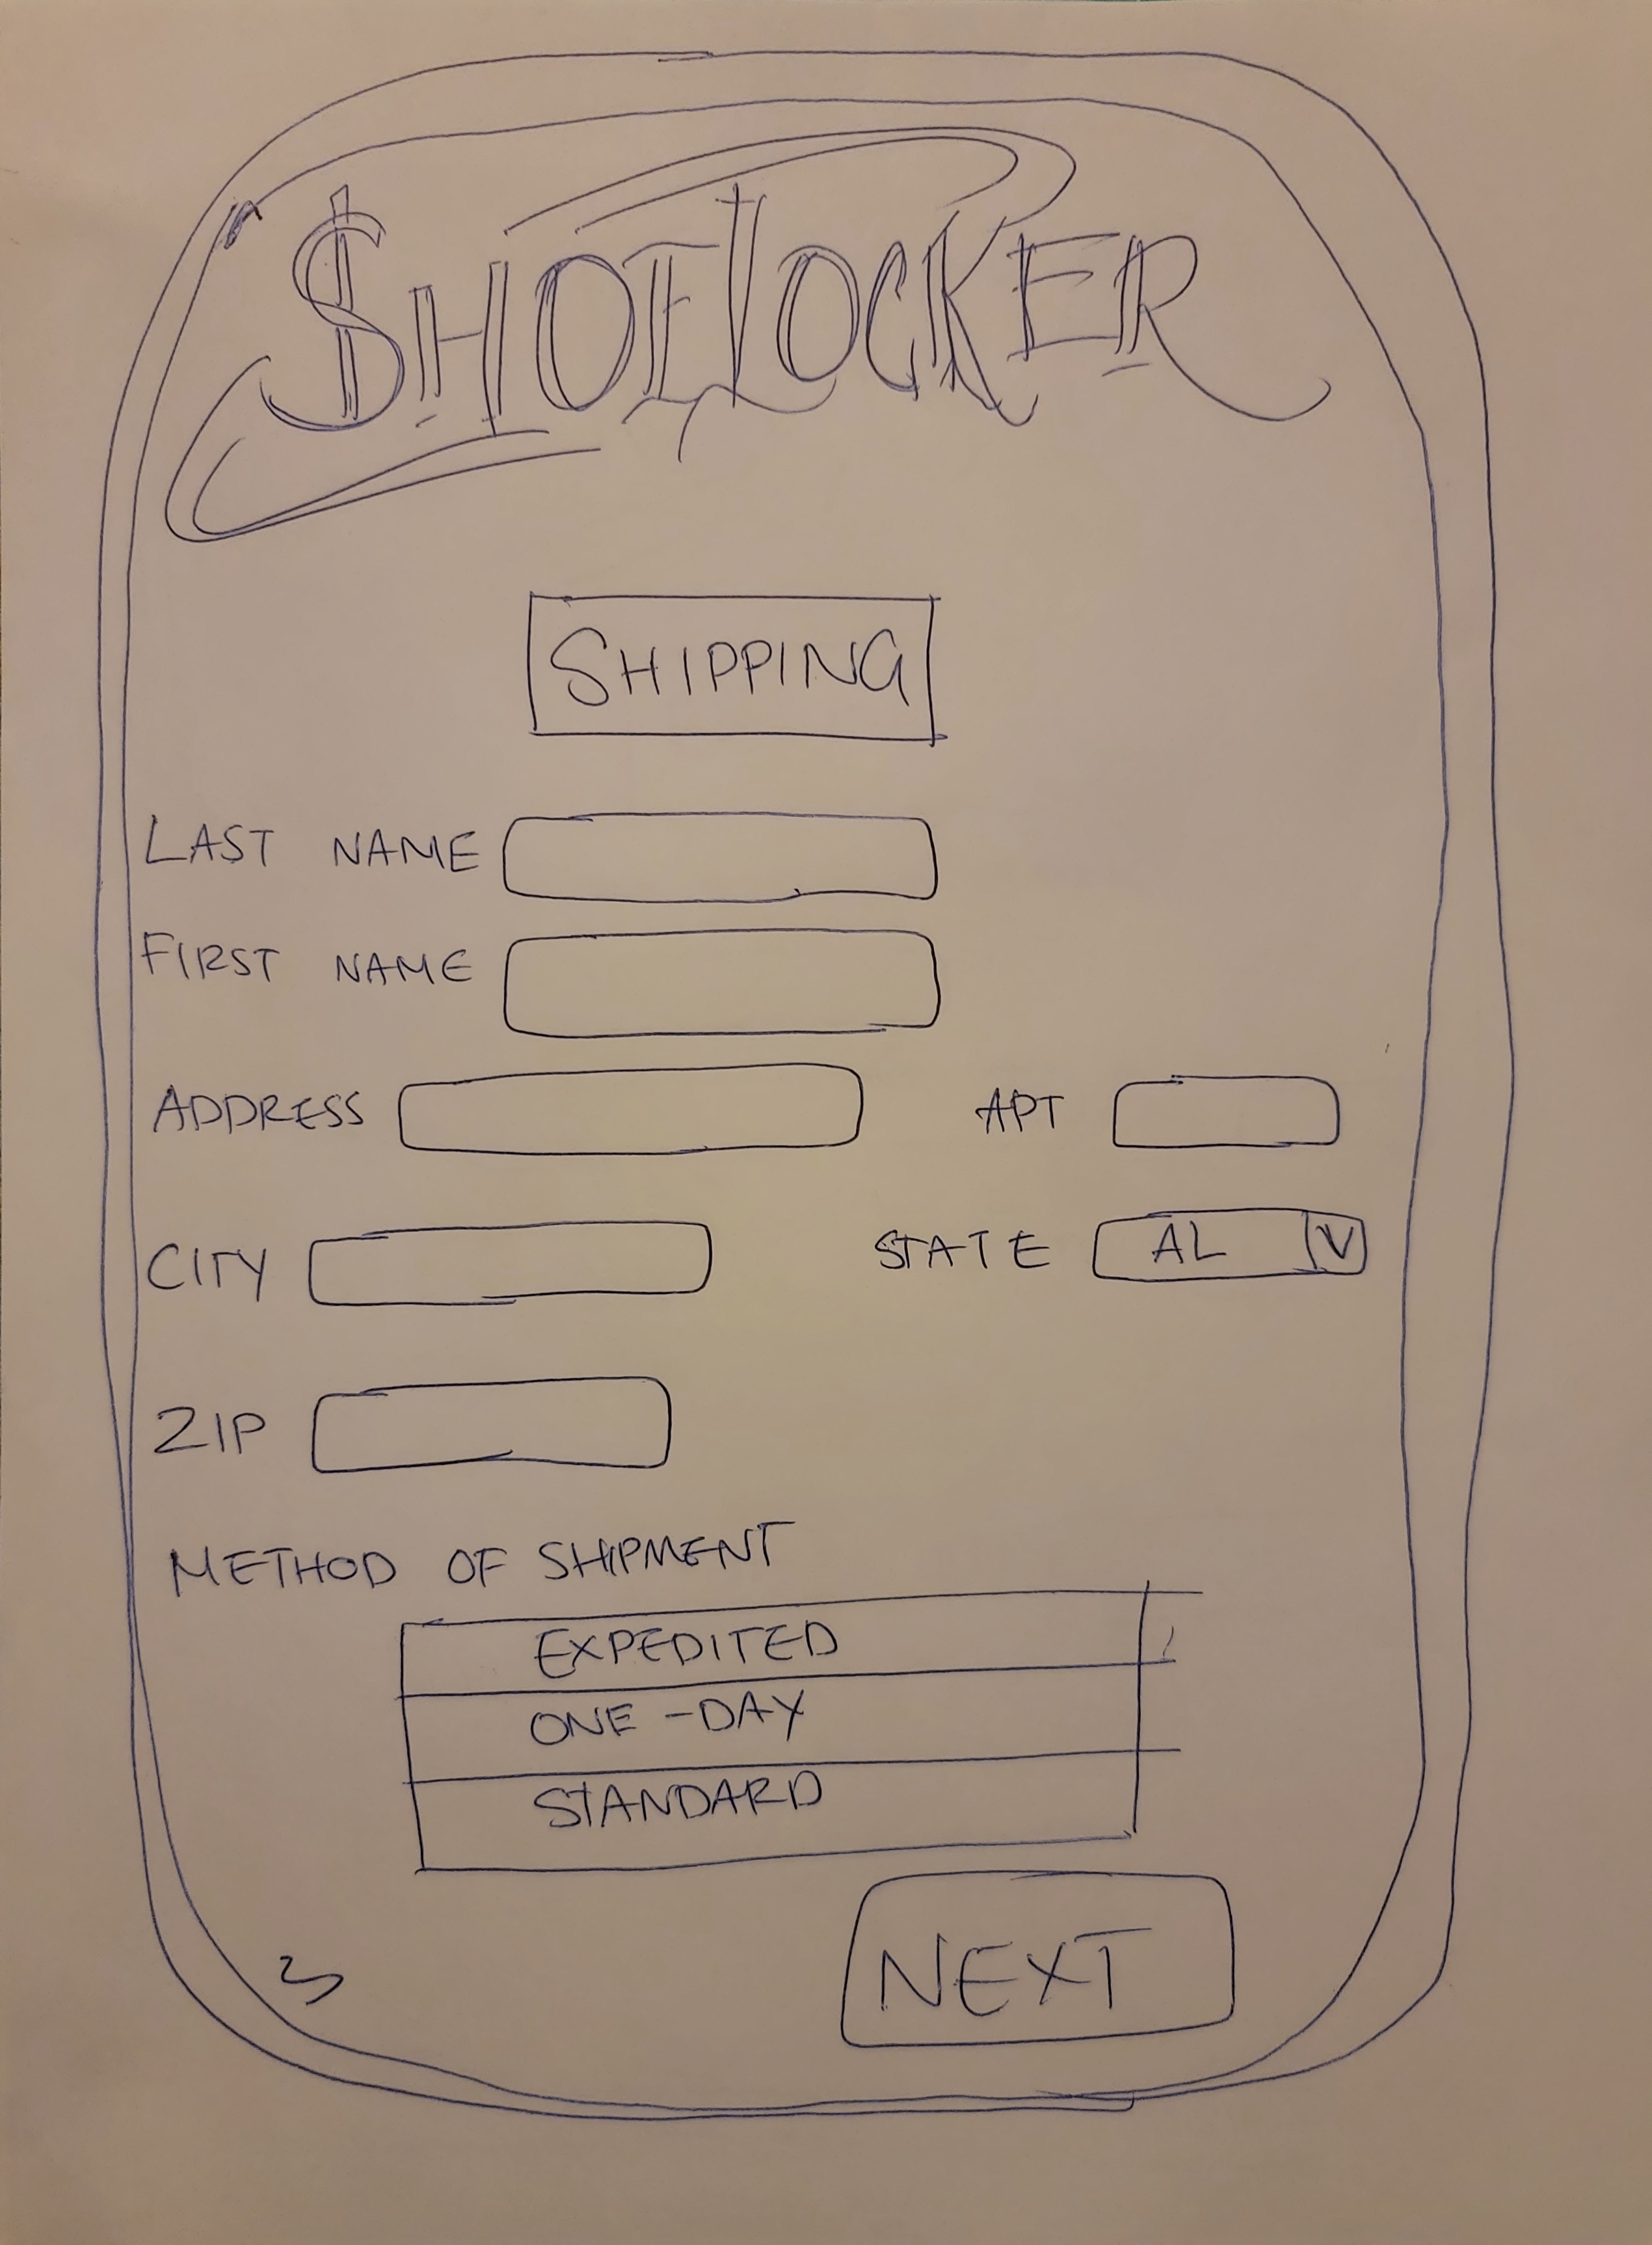 $HOELOCKER
SHIPPING
LAST NAME
FIRST NAME
ADDRESS APT
CITY STATE AL V
ZIP
METHOD OF SHIPMENT
EXPEDITED
ONE-DAY
STANDARD
3 NEXT